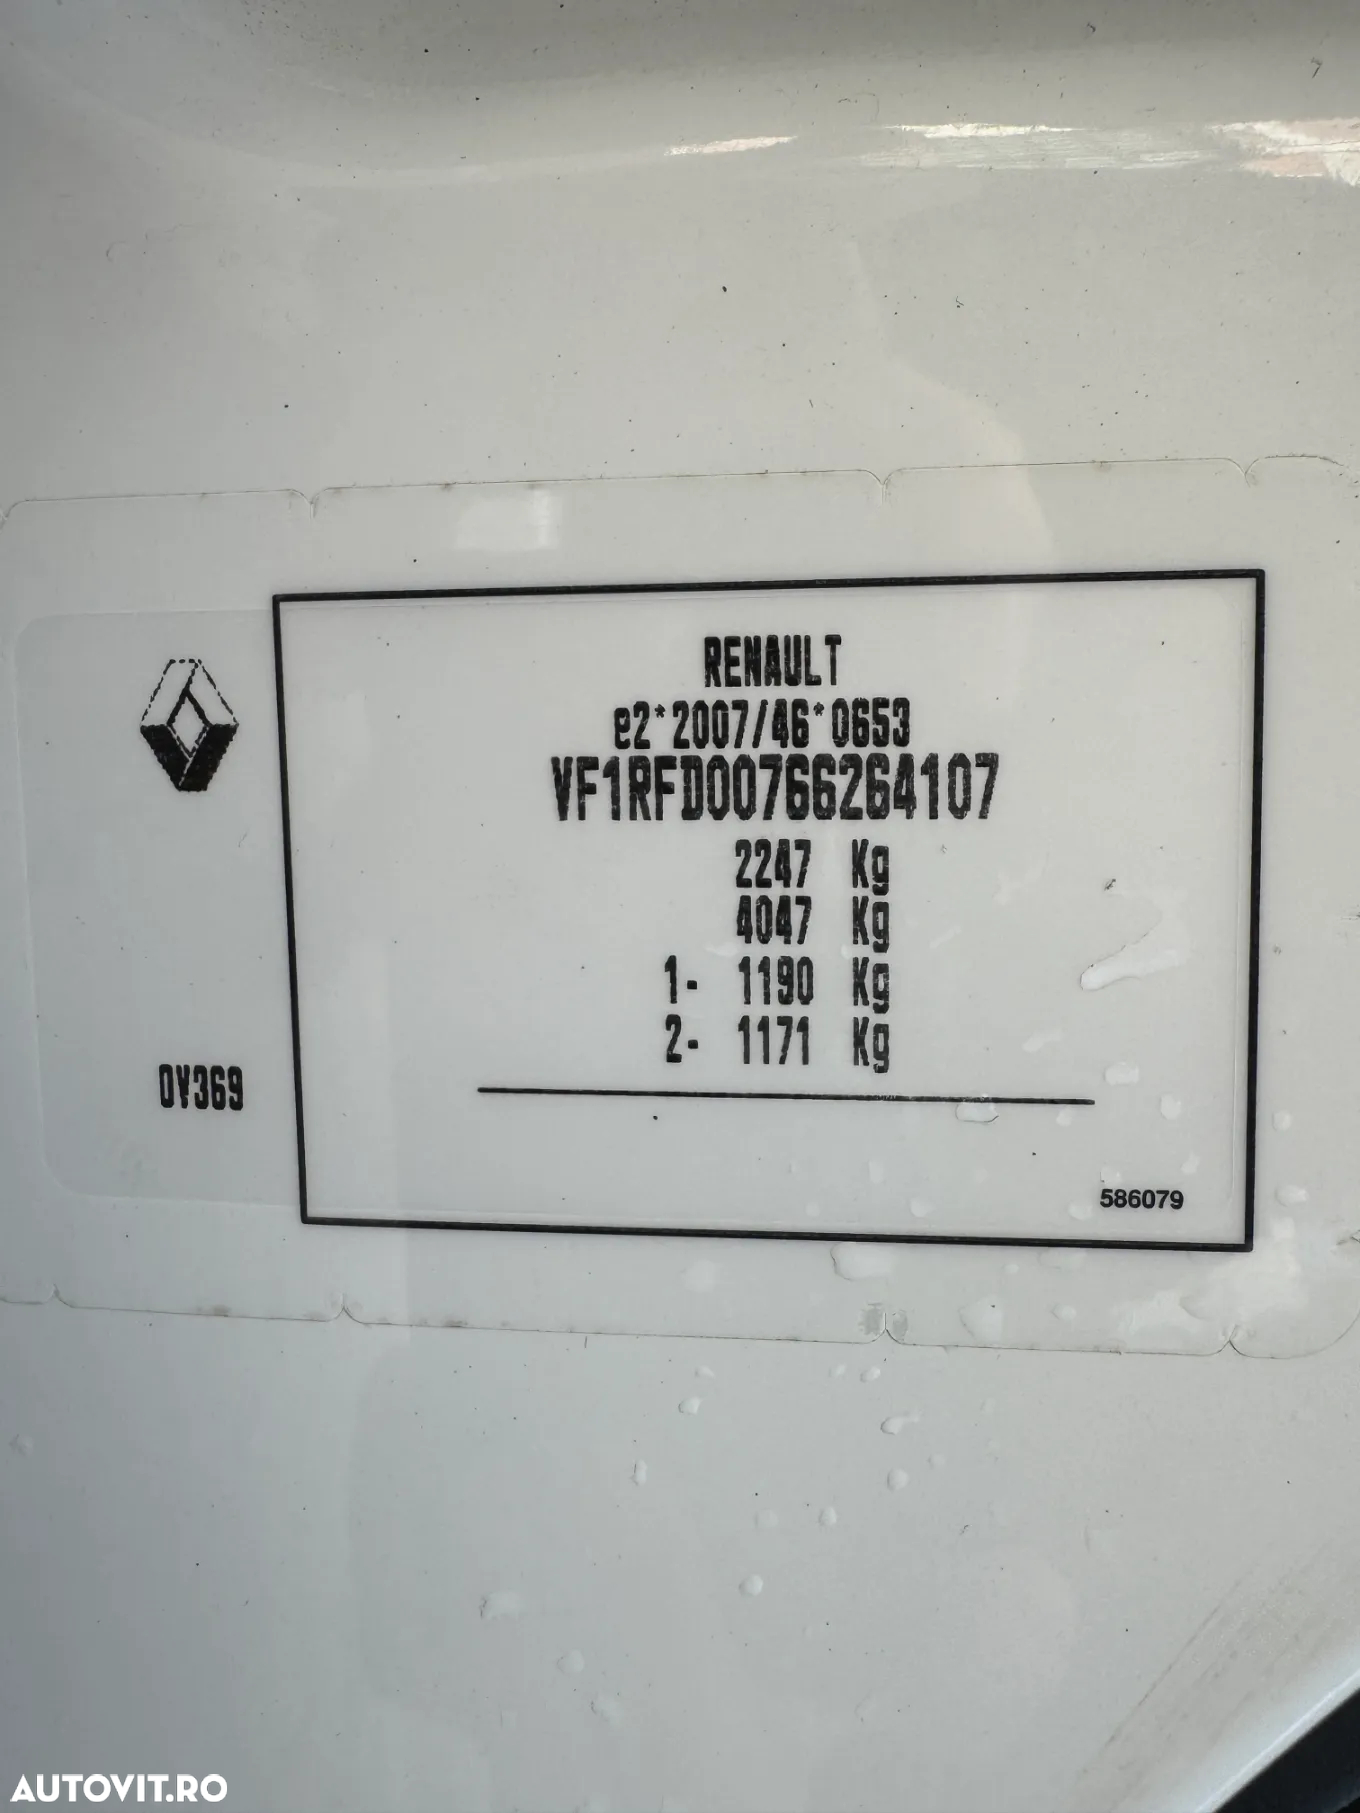 RENAULT
e2*2007/46*0653
VF1RFD00766264107
2247 Kg
4047 Kg
1- 1190 Kg
2- 1171 Kg
0V369
586079
AUTOVIT.RO